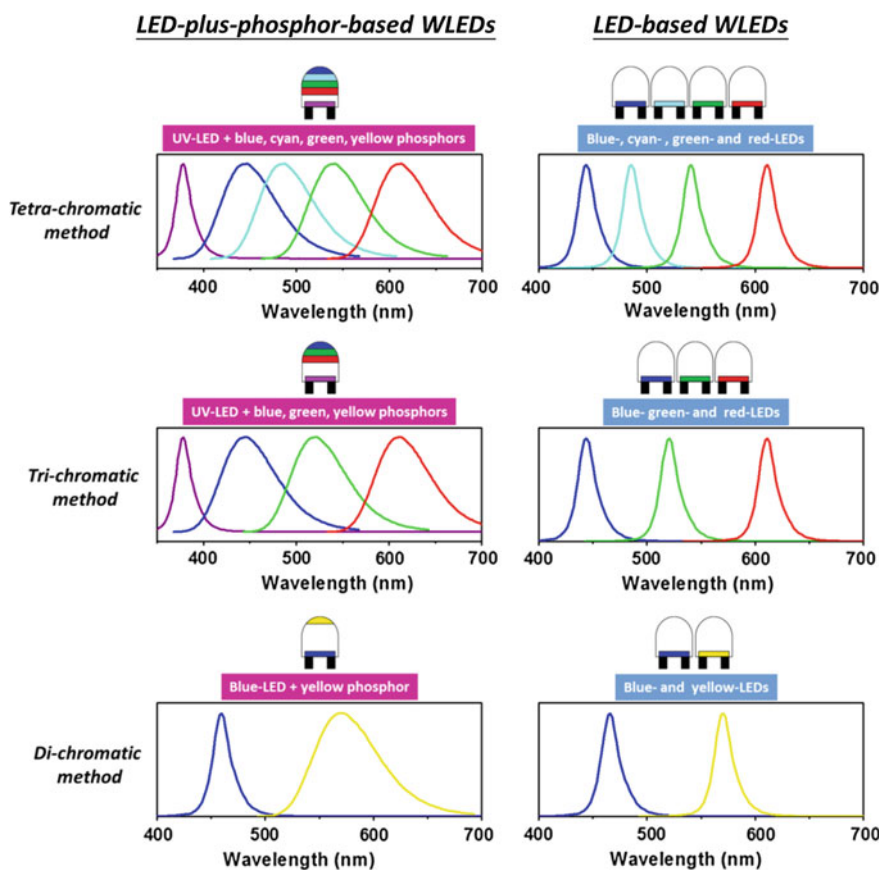 LED-plus-phosphor-based WLEDs
LED-based WLEDs
Tetra-chromatic
method
UV-LED + blue, cyan, green, yellow phosphors
400 500 600 700
Wavelength (nm)
Blue-, cyan- , green- and red-LEDs
400 500 600 700
Wavelength (nm)
Tri-chromatic
method
UV-LED + blue, green, yellow phosphors
400 500 600 700
Wavelength (nm)
Blue- green- and red-LEDs
400 500 600 700
Wavelength (nm)
Di-chromatic
method
Blue-LED + yellow phosphor
400 500 600 700
Wavelength (nm)
Blue- and yellow-LEDs
400 500 600 700
Wavelength (nm)